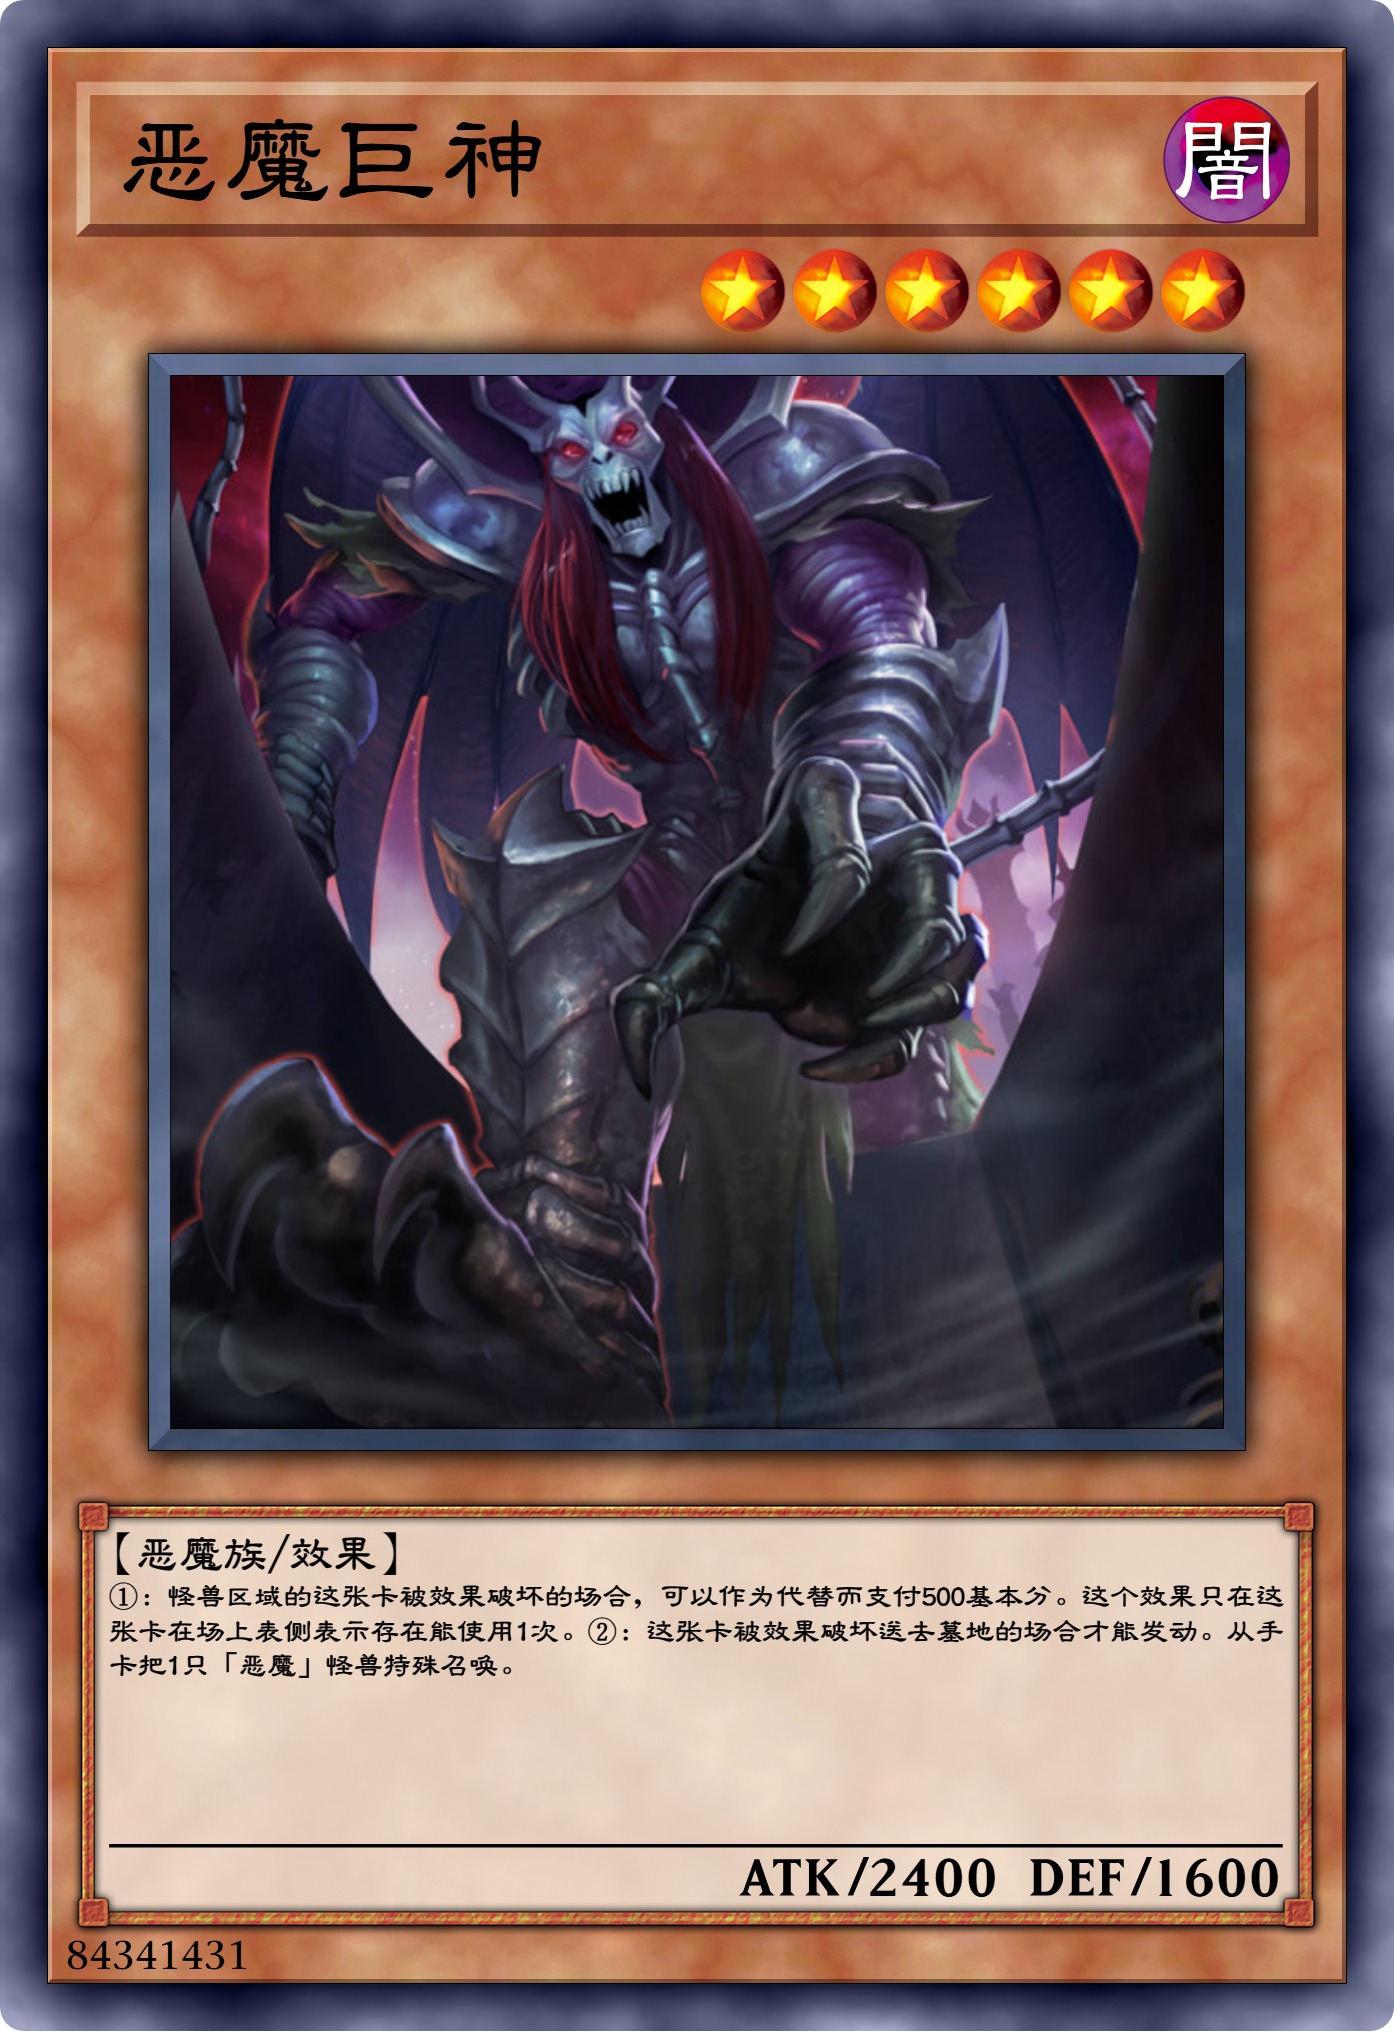 恶魔巨神
闇
【恶魔族/效果】
①：怪兽区域的这张卡被效果破坏的场合，可以作为代替而支付500基本分。这个效果只在这
张卡在场上表侧表示存在能使用1次。②：这张卡被效果破坏送去墓地的场合才能发动。从手
卡把1只「恶魔」怪兽特殊召唤。
ATK/2400 DEF/1600
84341431